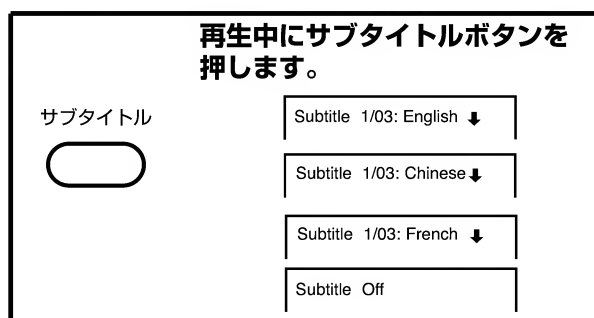 再生中にサブタイトルボタンを
押します。
サブタイトル
Subtitle 1/03: English ⬇
Subtitle 1/03: Chinese⬇
Subtitle 1/03: French ⬇
Subtitle Off